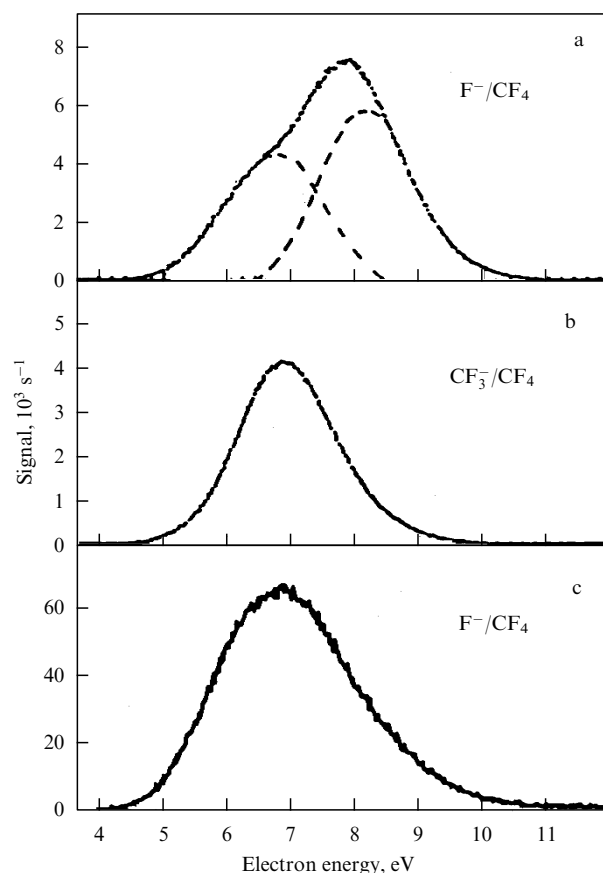 a
F⁻/CF₄
8
6
4
2
0
b
CF₃⁻/CF₄
5
4
3
2
1
0
Signal, 10³ s⁻¹
c
F⁻/CF₄
60
40
20
0
4 5 6 7 8 9 10 11
Electron energy, eV